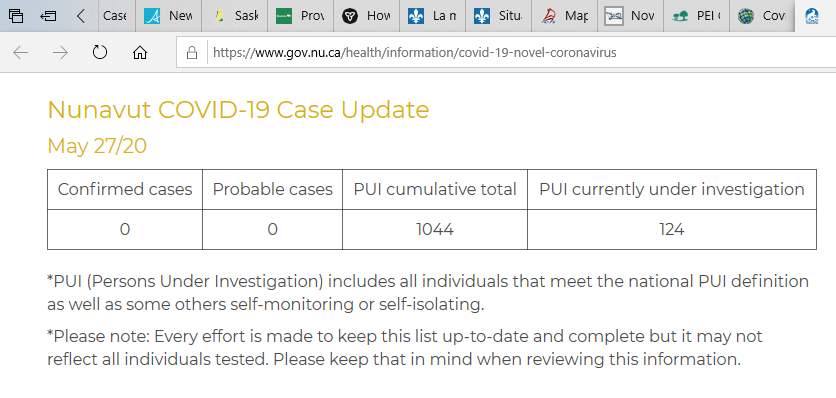 Case Nev Sask Prov How La n Situ Map Nov PEI Cov
https://www.gov.nu.ca/health/information/covid-19-novel-coronavirus
Nunavut COVID-19 Case Update
May 27/20
Confirmed cases Probable cases PUI cumulative total PUI currently under investigation
0 0 1044 124
*PUI (Persons Under Investigation) includes all individuals that meet the national PUI definition
as well as some others self-monitoring or self-isolating.
*Please note: Every effort is made to keep this list up-to-date and complete but it may not
reflect all individuals tested. Please keep that in mind when reviewing this information.